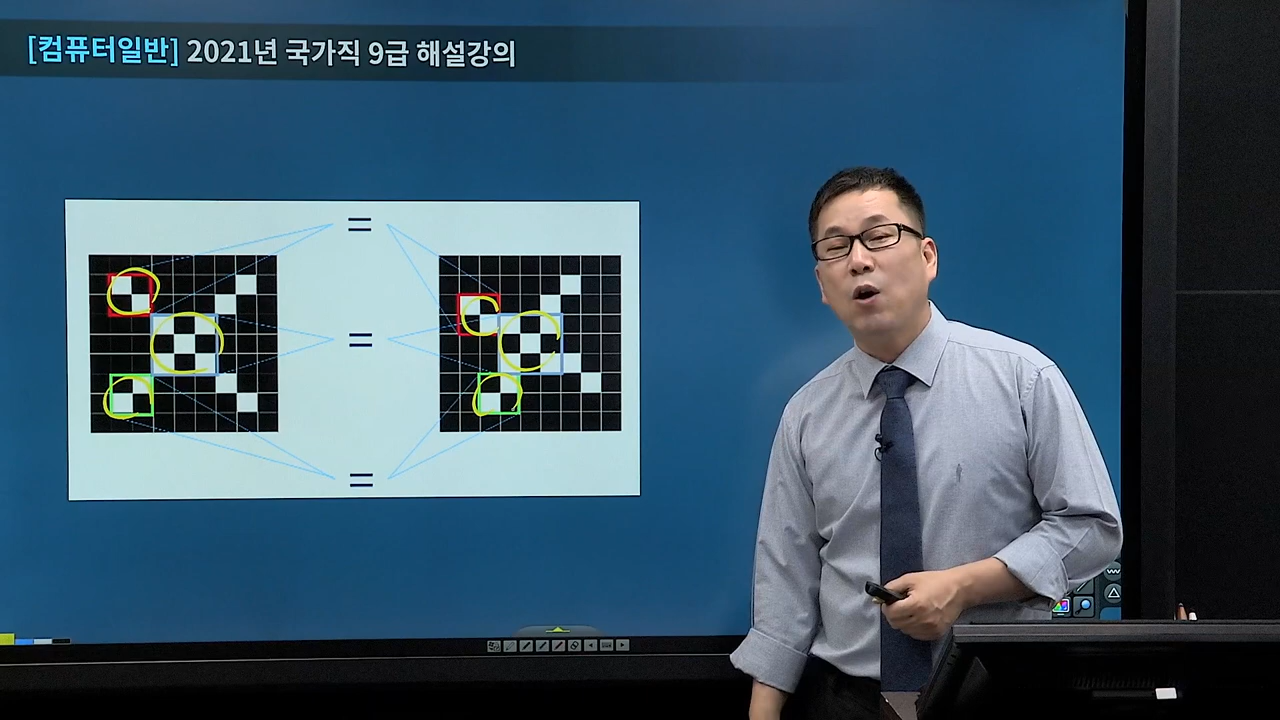 [컴퓨터일반] 2021년 국가직 9급 해설강의
=
=
=